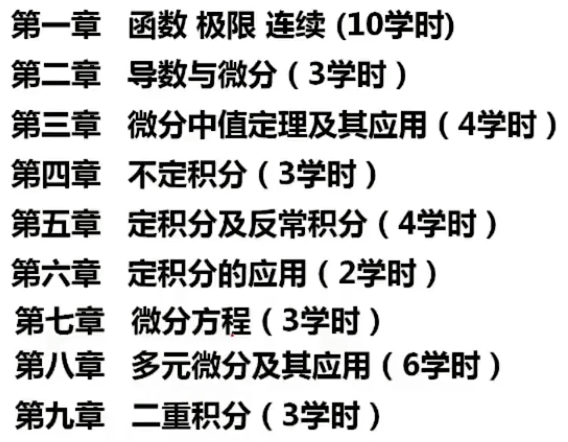 第一章 函数 极限 连续 (10学时)
第二章 导数与微分（3学时）
第三章 微分中值定理及其应用（4学时）
第四章 不定积分（3学时）
第五章 定积分及反常积分（4学时）
第六章 定积分的应用（2学时）
第七章 微分方程（3学时）
第八章 多元微分及其应用（6学时）
第九章 二重积分（3学时）